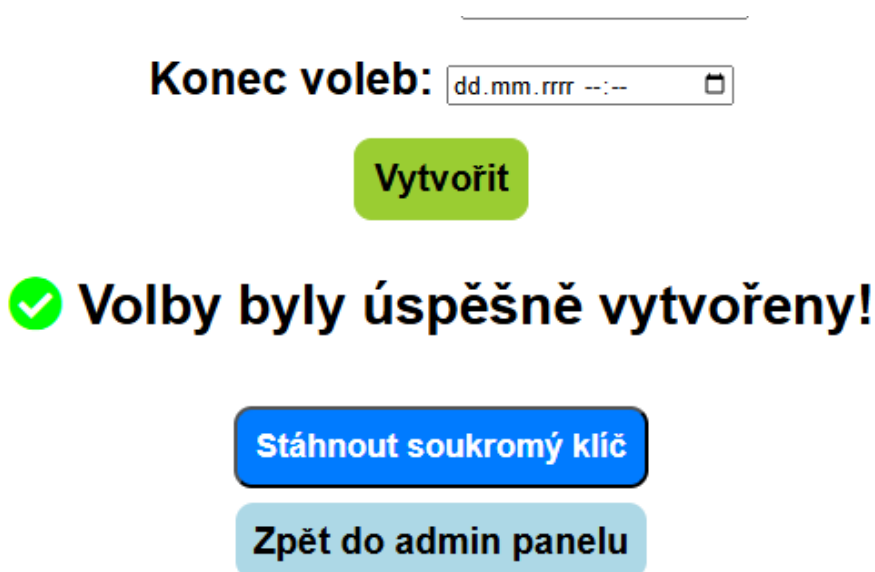 Konec voleb: dd.mm.rrrr --:--
Vytvořit
Volby byly úspěšně vytvořeny!
Stáhnout soukromý klíč
Zpět do admin panelu